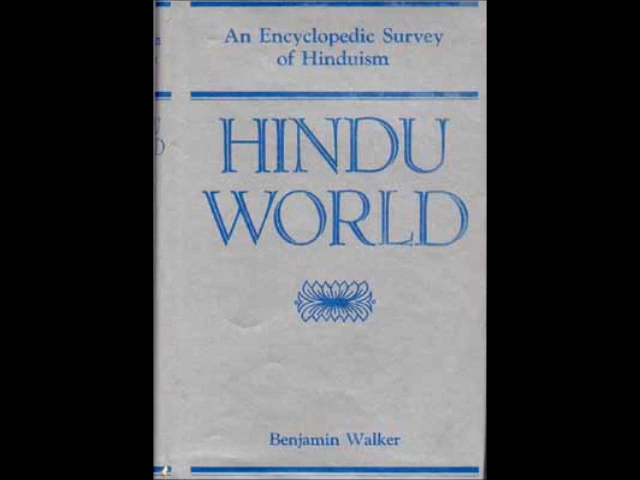 An Encyclopedic Survey
of Hinduism
HINDU
WORLD
Benjamin Walker